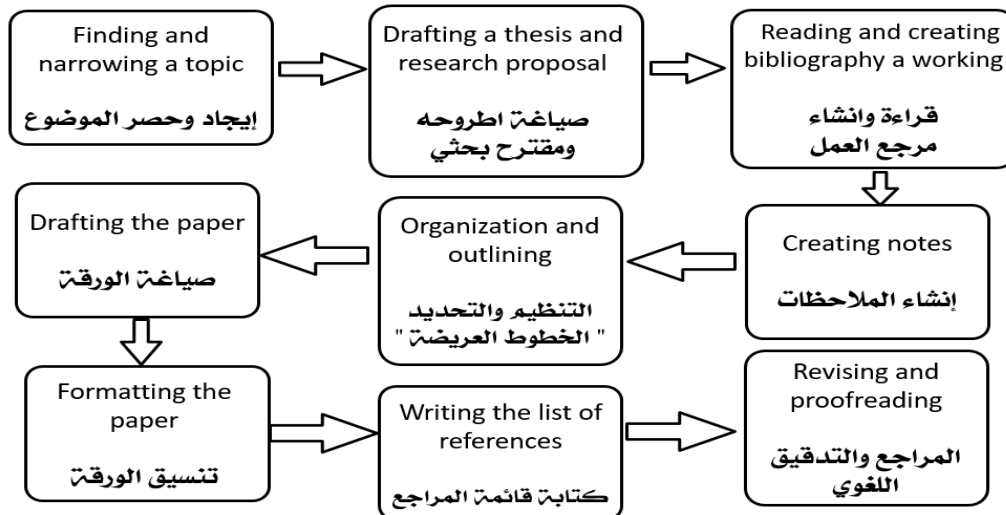 Finding and
narrowing a topic
إيجاد وحصر الموضوع
Drafting a thesis and
research proposal
صياغة اطروحه
ومقترح بحثي
Reading and creating
bibliography a working
قراءة وانشاء
مرجع العمل
Creating notes
إنشاء الملاحظات
Organization and
outlining
التنظيم والتحديد
" الخطوط العريضة "
Drafting the paper
صياغة الورقة
Formatting the
paper
تنسيق الورقة
Writing the list of
references
كتابة قائمة المراجع
Revising and
proofreading
المراجع والتدقيق
اللغوي